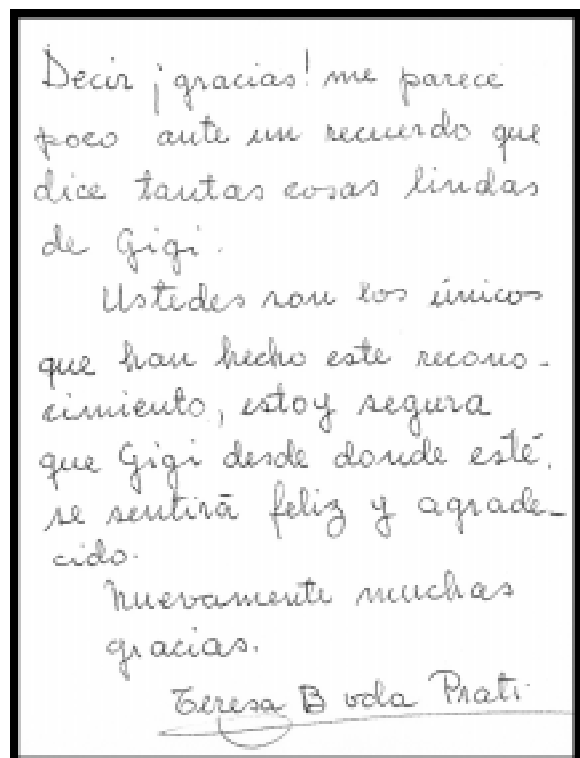 Decir ¡gracias! me parece
poco ante un recuerdo que
dice tantas cosas lindas
de Gigi.
Ustedes son los únicos
que han hecho este recono-
cimiento, estoy segura
que Gigi desde donde esté,
se sentirá feliz y agrade-
cido.
Nuevamente muchas
gracias.
Teresa B vda Prati